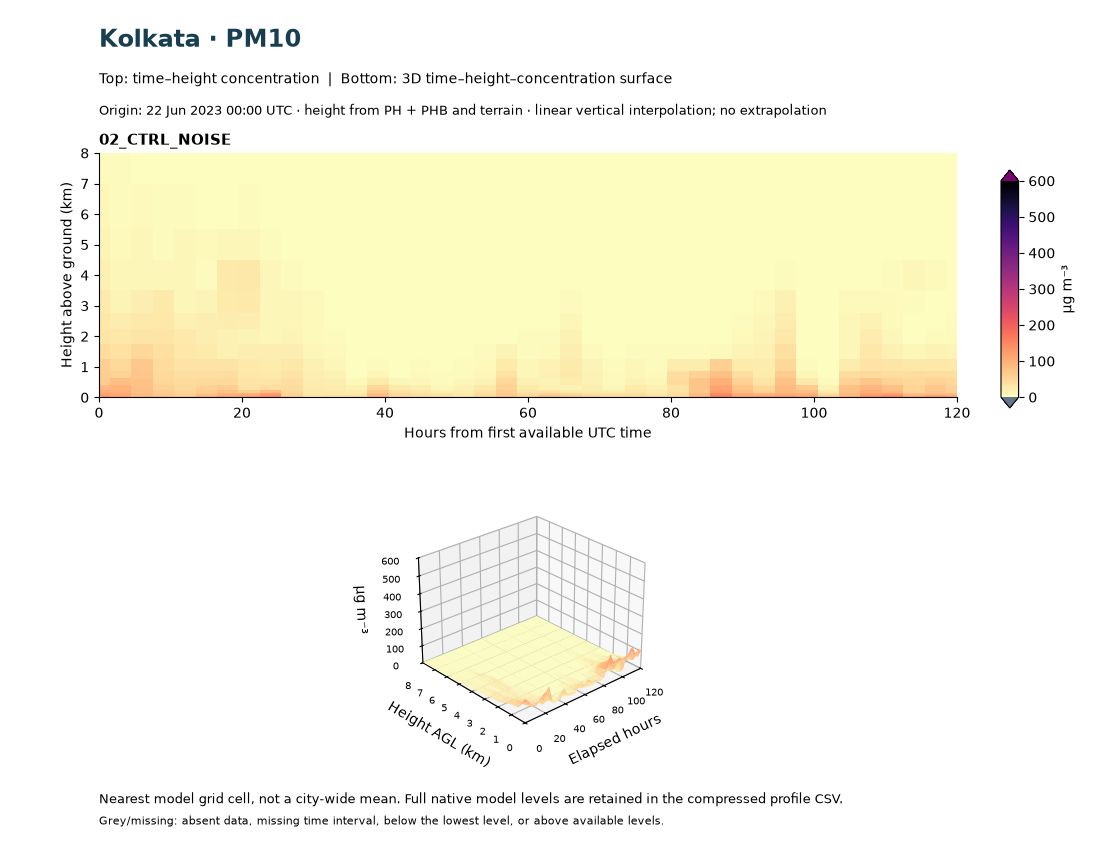 Kolkata · PM10
Top: time–height concentration | Bottom: 3D time–height–concentration surface
Origin: 22 Jun 2023 00:00 UTC · height from PH + PHB and terrain · linear vertical interpolation; no extrapolation
02_CTRL_NOISE
8
7
6
5
4
3
2
1
0
Height above ground (km)
0 20 40 60 80 100 120
Hours from first available UTC time
600
500
400
300
200
100
0
µg m⁻³
600
500
400
300
200
100
0
µg m⁻³
8 7 6 5 4 3 2 1 0
Height AGL (km)
0 20 40 60 80 100 120
Elapsed hours
Nearest model grid cell, not a city-wide mean. Full native model levels are retained in the compressed profile CSV.
Grey/missing: absent data, missing time interval, below the lowest level, or above available levels.